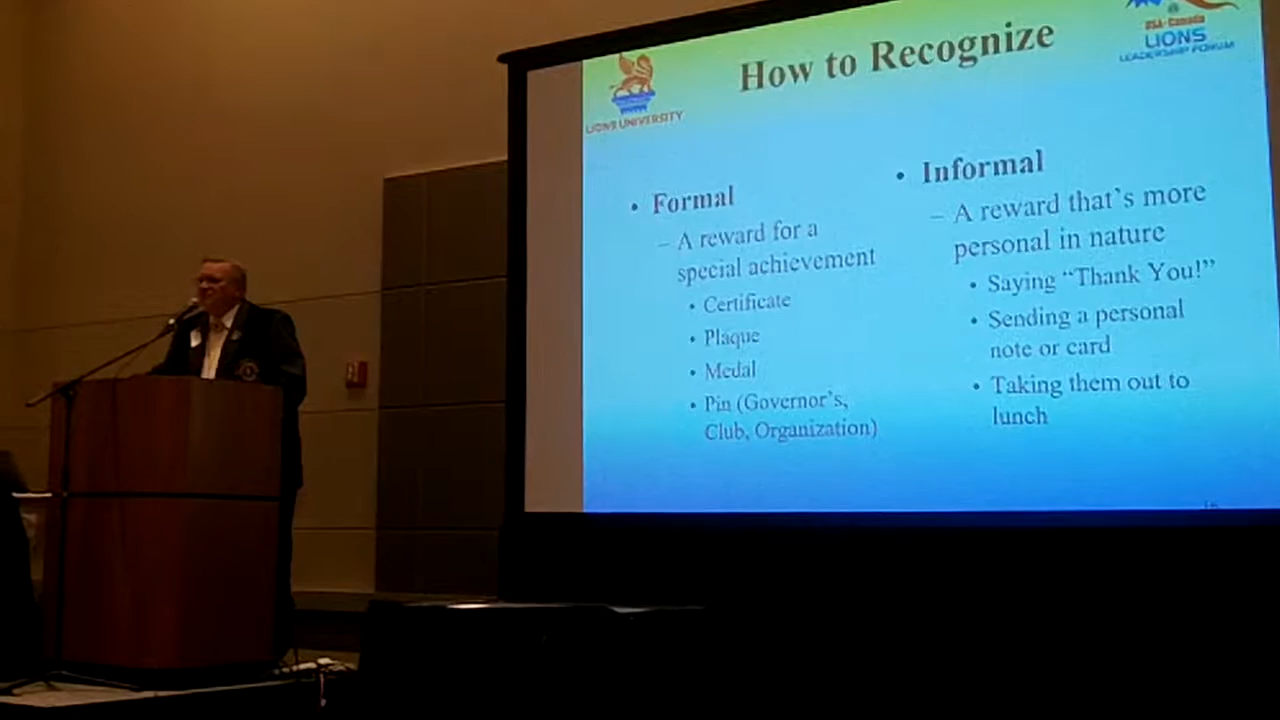 How to Recognize
LIONS UNIVERSITY
USA-Canada
LIONS
LEADERSHIP FORUM
• Formal
– A reward for a
special achievement
• Certificate
• Plaque
• Medal
• Pin (Governor's,
Club, Organization)
• Informal
– A reward that's more
personal in nature
• Saying “Thank You!”
• Sending a personal
note or card
• Taking them out to
lunch